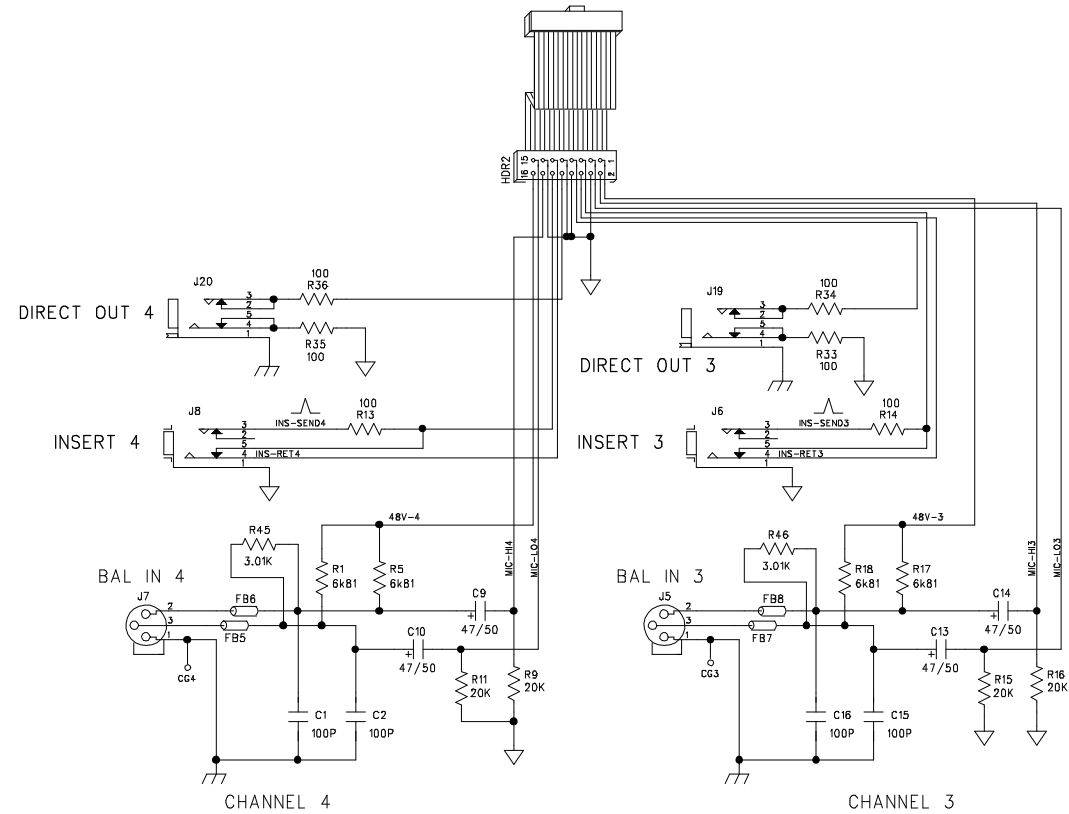 HDR2
15
16
1
2
DIRECT OUT 4
J20
3
2
5
4
1
100
R36
R35
100
DIRECT OUT 3
J19
3
2
5
4
1
100
R34
R33
100
INSERT 4
J8
3
2
5
4
1
INS-SEND4
INS-RET4
100
R13
INSERT 3
J6
3
2
5
4
1
INS-SEND3
INS-RET3
100
R14
48V-4
MIC-HI4
MIC-LO4
R45
3.01K
R1
6k81
R5
6k81
BAL IN 4
J7
2
3
1
FB6
FB5
CG4
C9
+
47/50
C10
+
47/50
R11
20K
R9
20K
C1
100P
C2
100P
CHANNEL 4
48V-3
MIC-HI3
MIC-LO3
R46
3.01K
R18
6k81
R17
6k81
BAL IN 3
J5
2
3
1
FB8
FB7
CG3
C14
+
47/50
C13
+
47/50
R15
20K
R16
20K
C16
100P
C15
100P
CHANNEL 3